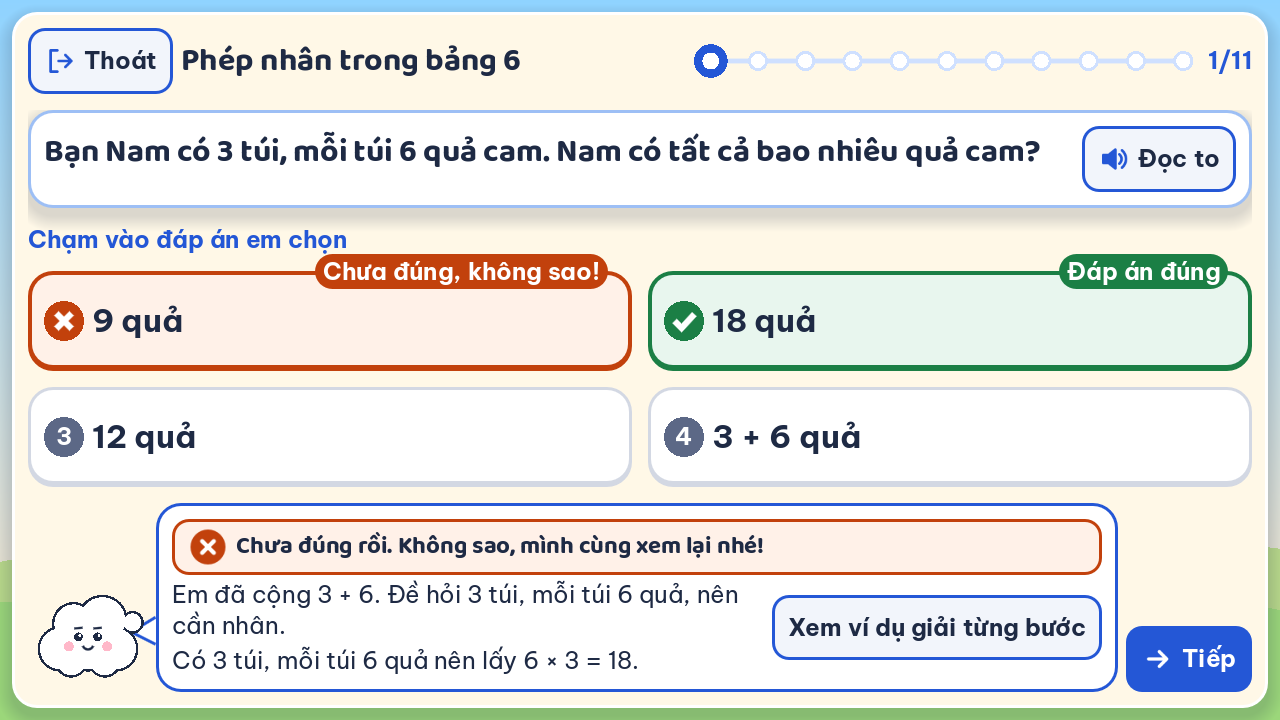 Thoát
Phép nhân trong bảng 6
1/11
Bạn Nam có 3 túi, mỗi túi 6 quả cam. Nam có tất cả bao nhiêu quả cam?
Đọc to
Chạm vào đáp án em chọn
Chưa đúng, không sao!
9 quả
Đáp án đúng
18 quả
3
12 quả
4
3 + 6 quả
Chưa đúng rồi. Không sao, mình cùng xem lại nhé!
Em đã cộng 3 + 6. Đề hỏi 3 túi, mỗi túi 6 quả, nên
cần nhân.
Có 3 túi, mỗi túi 6 quả nên lấy 6 × 3 = 18.
Xem ví dụ giải từng bước
Tiếp